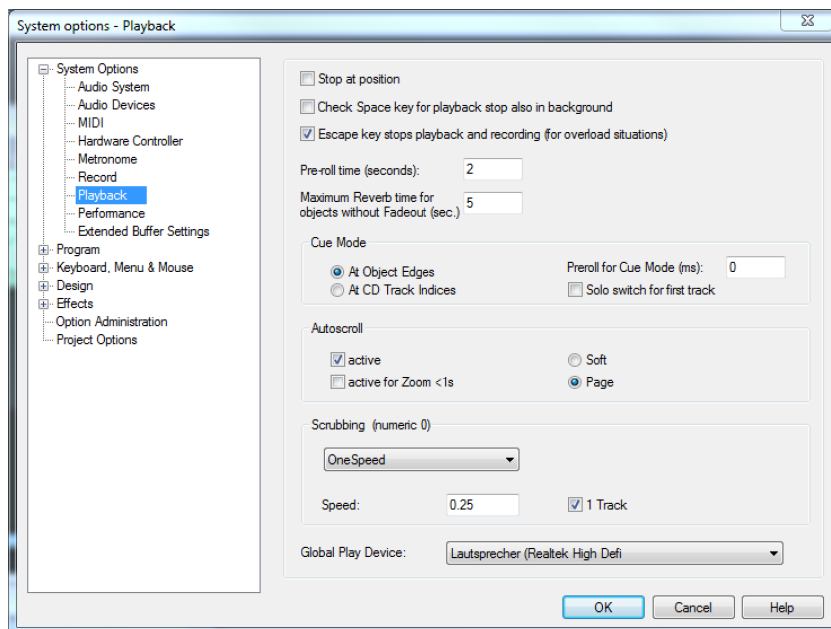 System options - Playback
System Options
Audio System
Audio Devices
MIDI
Hardware Controller
Metronome
Record
Playback
Performance
Extended Buffer Settings
Program
Keyboard, Menu & Mouse
Design
Effects
Option Administration
Project Options
Stop at position
Check Space key for playback stop also in background
Escape key stops playback and recording (for overload situations)
Pre-roll time (seconds): 2
Maximum Reverb time for
objects without Fadeout (sec.) 5
Cue Mode
At Object Edges Preroll for Cue Mode (ms): 0
At CD Track Indices Solo switch for first track
Autoscroll
active Soft
active for Zoom <1s Page
Scrubbing (numeric 0)
OneSpeed
Speed: 0.25 1 Track
Global Play Device: Lautsprecher (Realtek High Defi
OK Cancel Help